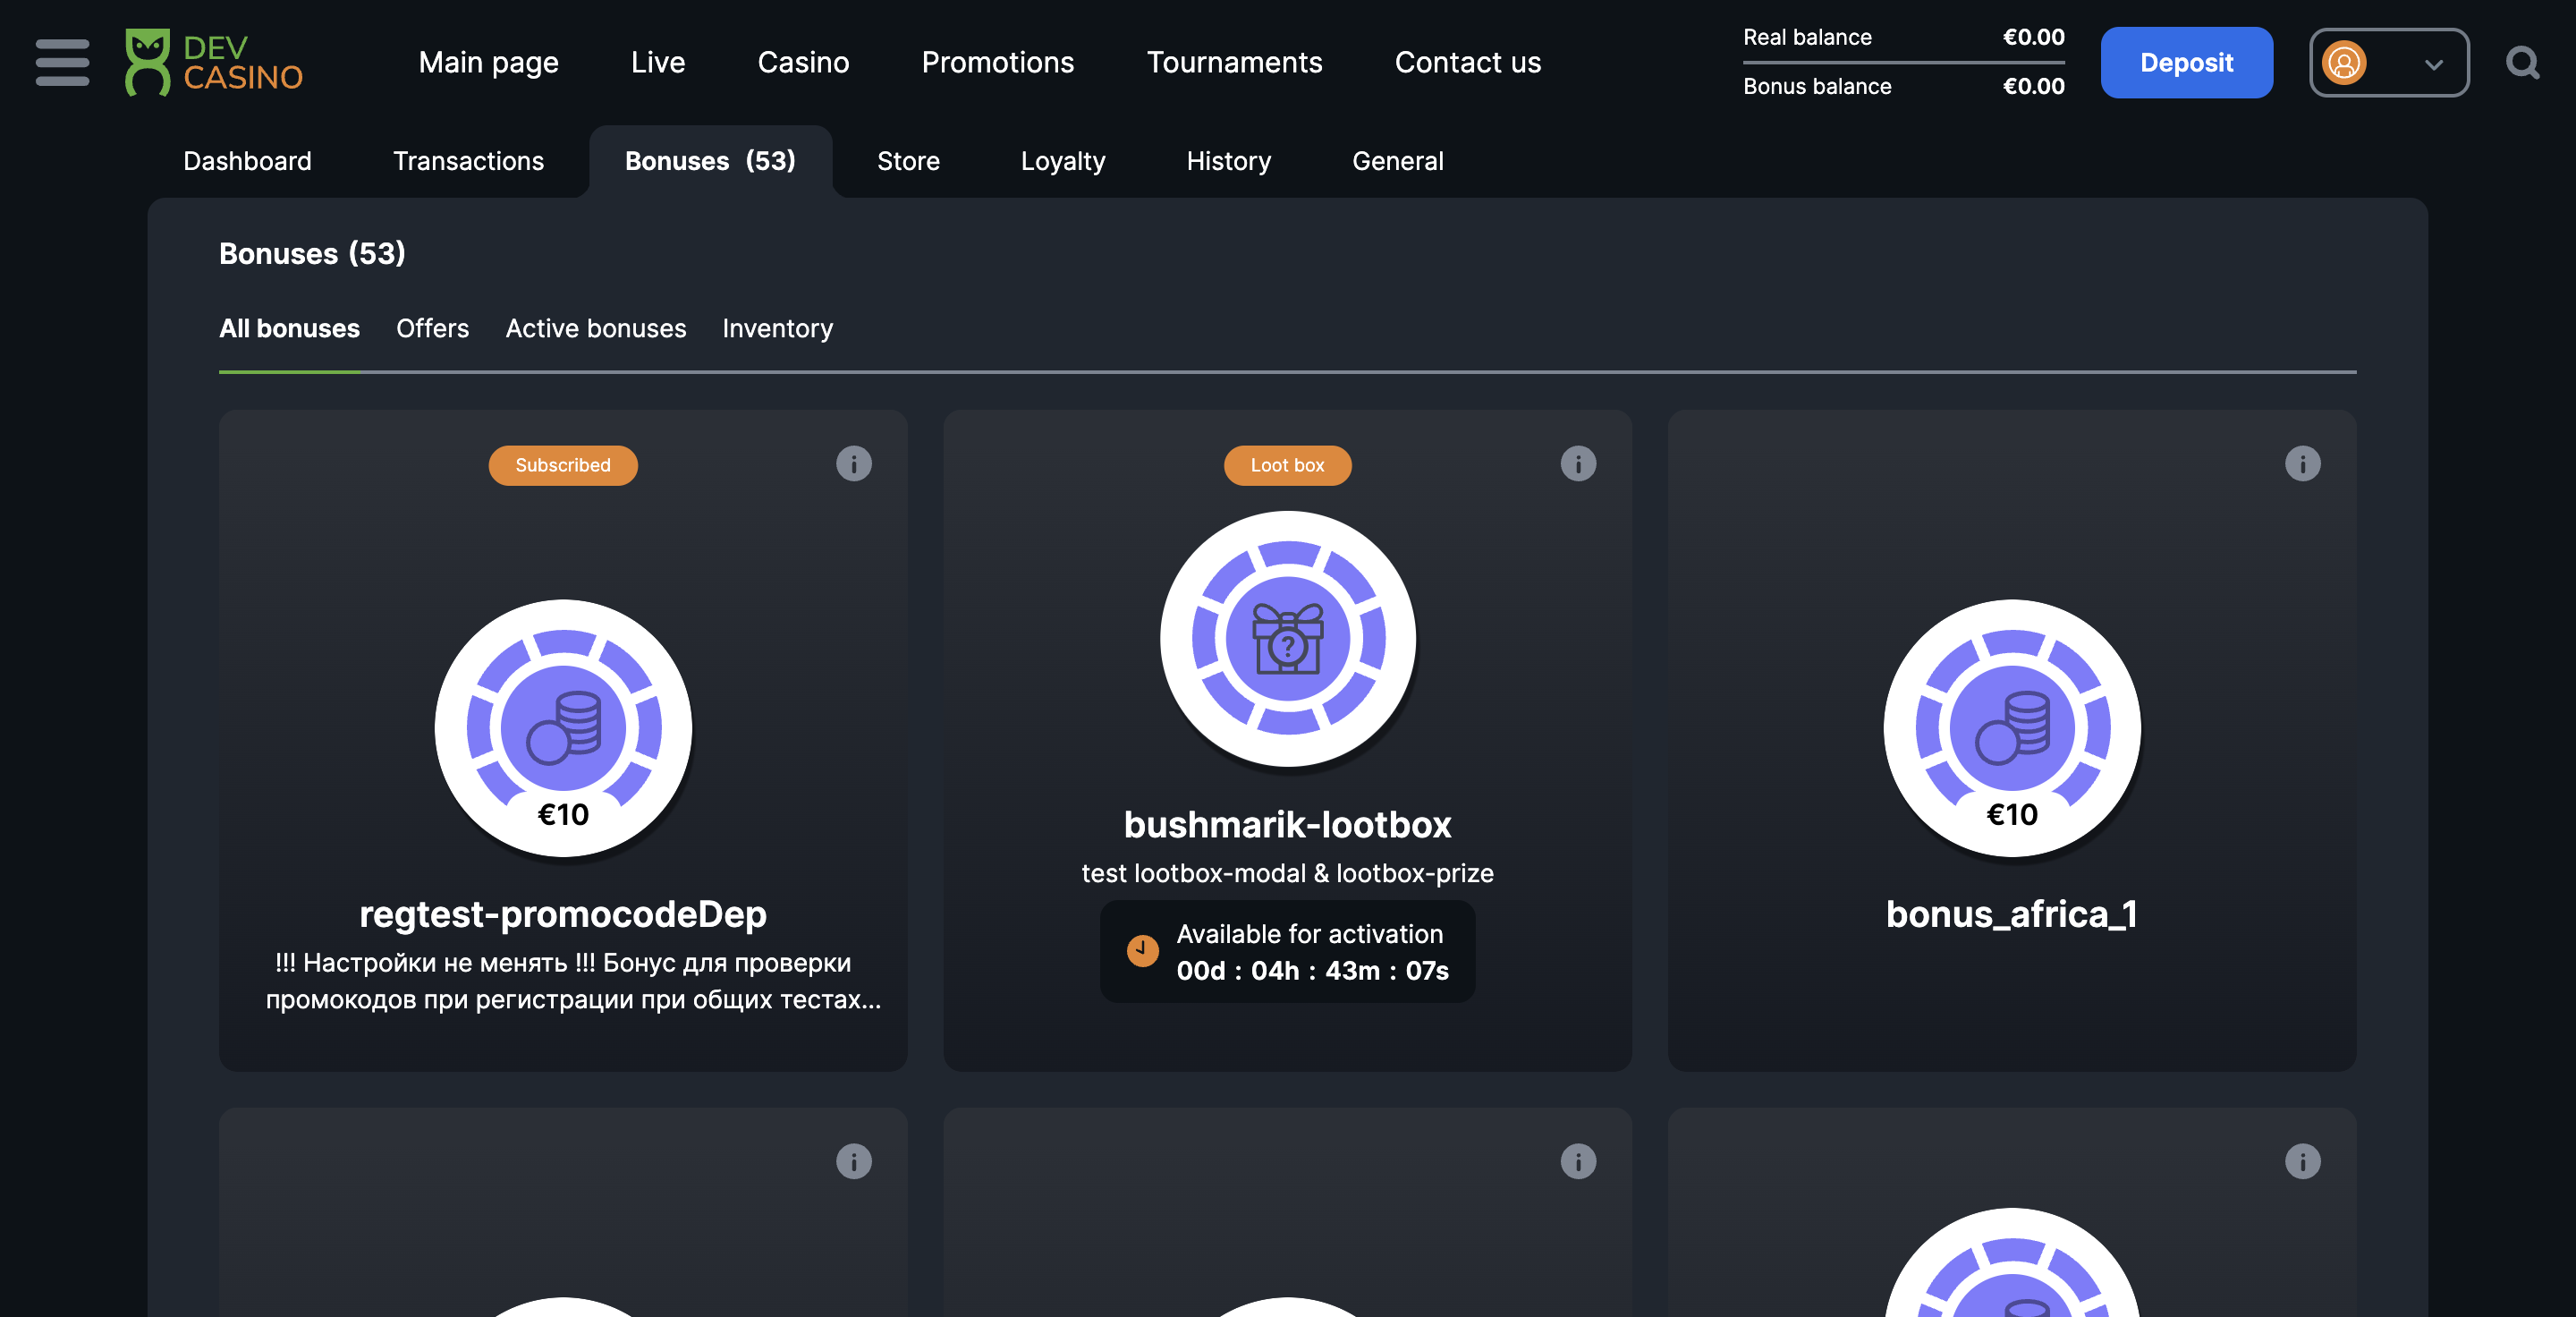 DEV
CASINO
Main page
Live
Casino
Promotions
Tournaments
Contact us
Real balance €0.00
Bonus balance €0.00
Deposit
Dashboard
Transactions
Bonuses (53)
Store
Loyalty
History
General
Bonuses (53)
All bonuses
Offers
Active bonuses
Inventory
Subscribed
€10
regtest-promocodeDep
!!! Настройки не менять !!! Бонус для проверки
промокодов при регистрации при общих тестах...
Loot box
?
bushmarik-lootbox
test lootbox-modal & lootbox-prize
Available for activation
00d : 04h : 43m : 07s
€10
bonus_africa_1